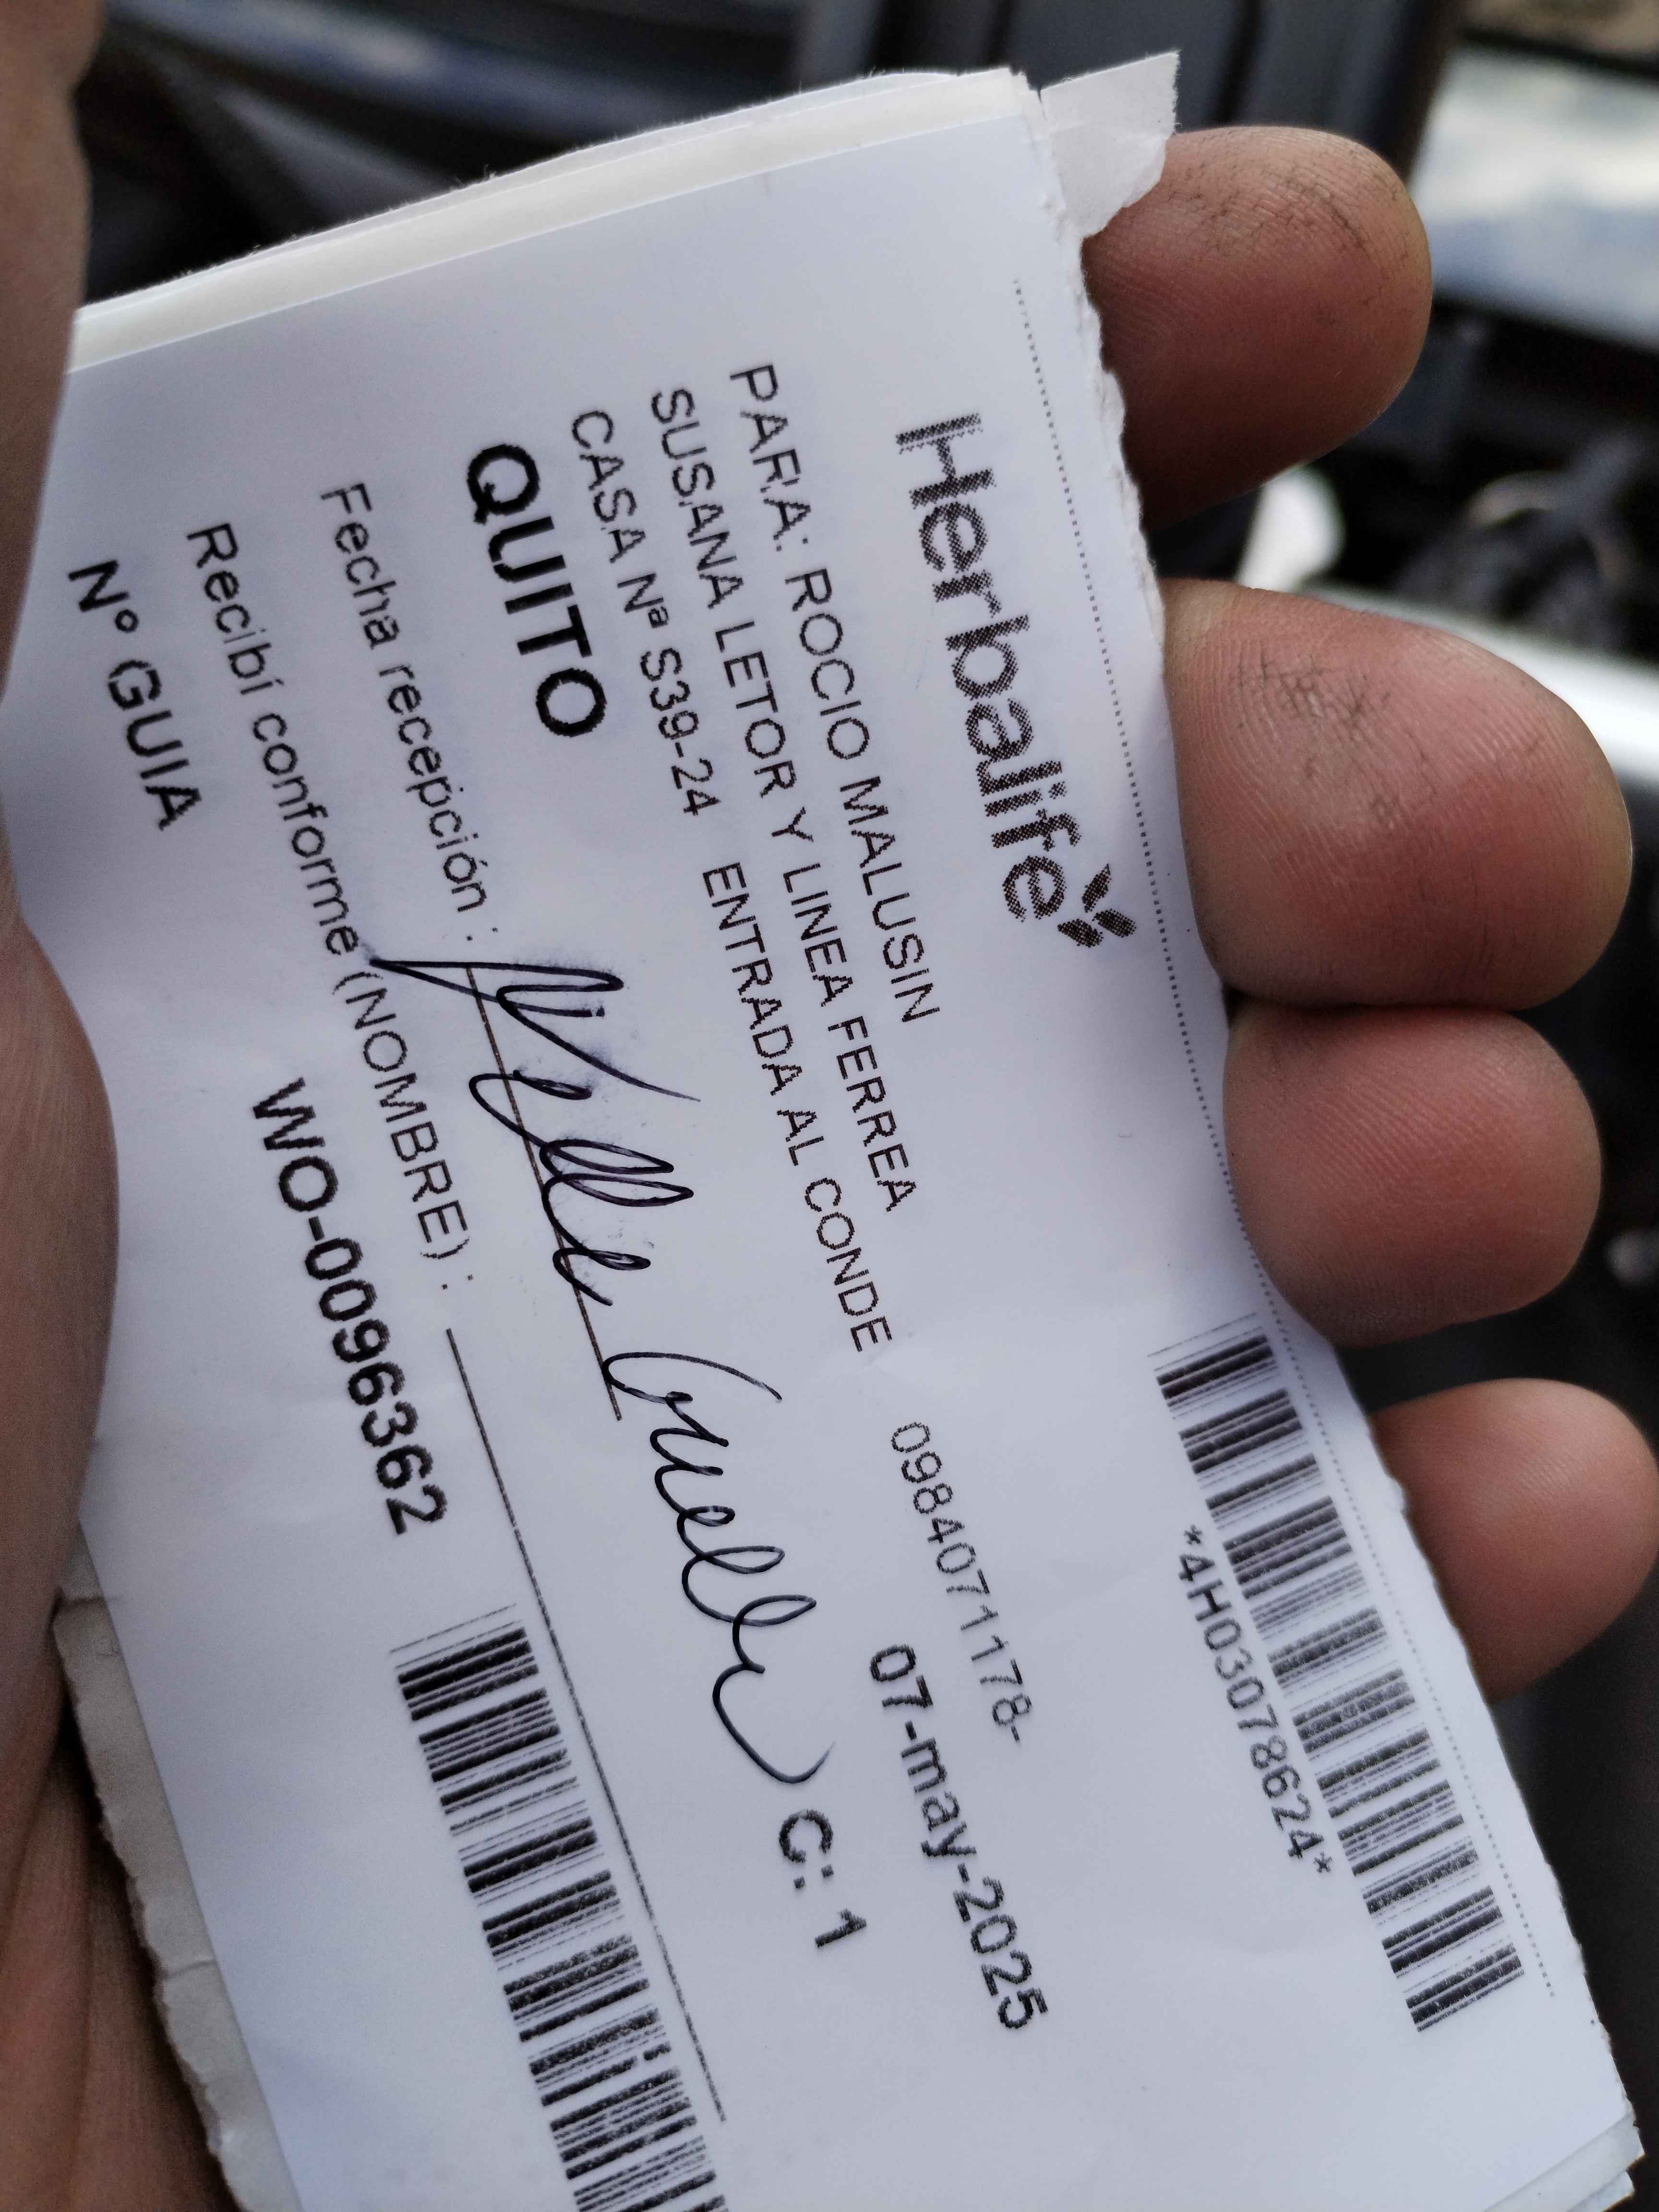 Herbalife
*4H03078624*
PARA: ROCIO MALUSIN
SUSANA LETOR Y LINEA FERREA 0984071178-
CASA Nª S39-24 ENTRADA AL CONDE
QUITO 07-may-2025
Fecha recepción : C: 1
Recibí conforme (NOMBRE) :
Nº GUIA WO-0096362